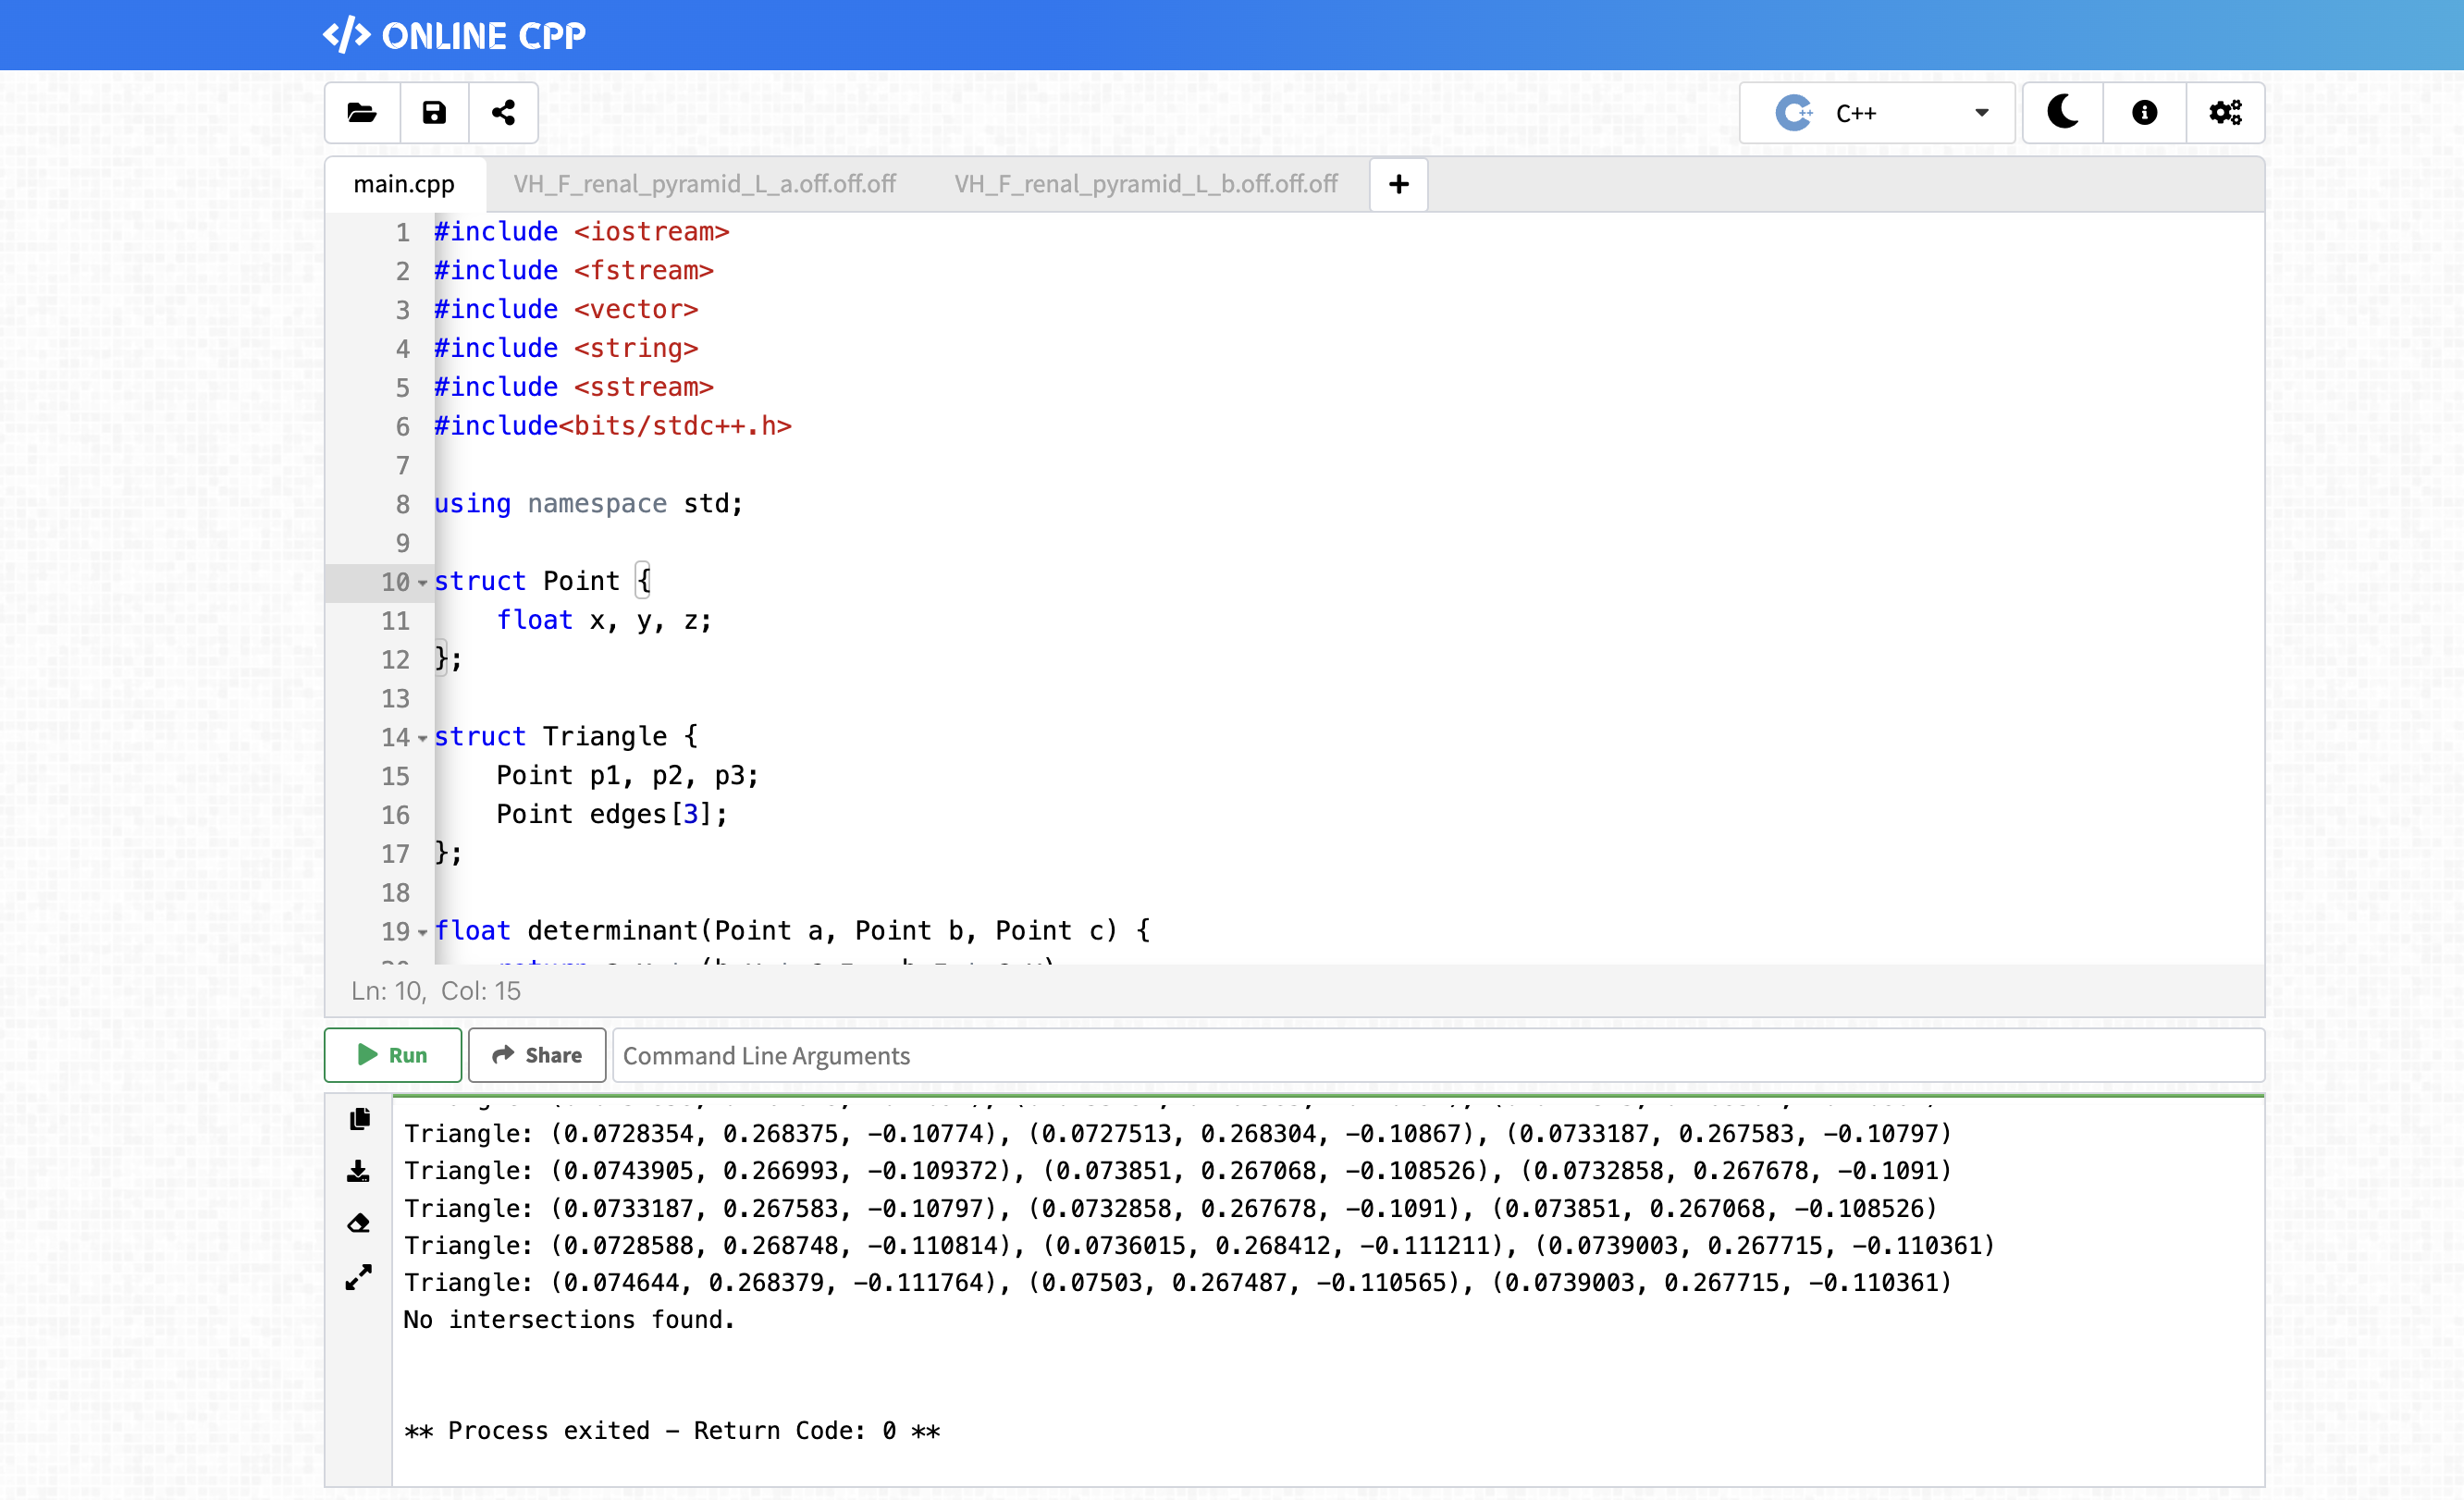 </> ONLINE CPP
C++
main.cpp VH_F_renal_pyramid_L_a.off.off.off VH_F_renal_pyramid_L_b.off.off.off +
1 #include <iostream>
2 #include <fstream>
3 #include <vector>
4 #include <string>
5 #include <sstream>
6 #include<bits/stdc++.h>
7
8 using namespace std;
9
10 struct Point {
11     float x, y, z;
12 };
13
14 struct Triangle {
15     Point p1, p2, p3;
16     Point edges[3];
17 };
18
19 float determinant(Point a, Point b, Point c) {
Ln: 10, Col: 15
Run Share Command Line Arguments
Triangle: (0.0728354, 0.268375, -0.10774), (0.0727513, 0.268304, -0.10867), (0.0733187, 0.267583, -0.10797)
Triangle: (0.0743905, 0.266993, -0.109372), (0.073851, 0.267068, -0.108526), (0.0732858, 0.267678, -0.1091)
Triangle: (0.0733187, 0.267583, -0.10797), (0.0732858, 0.267678, -0.1091), (0.073851, 0.267068, -0.108526)
Triangle: (0.0728588, 0.268748, -0.110814), (0.0736015, 0.268412, -0.111211), (0.0739003, 0.267715, -0.110361)
Triangle: (0.074644, 0.268379, -0.111764), (0.07503, 0.267487, -0.110565), (0.0739003, 0.267715, -0.110361)
No intersections found.
** Process exited - Return Code: 0 **